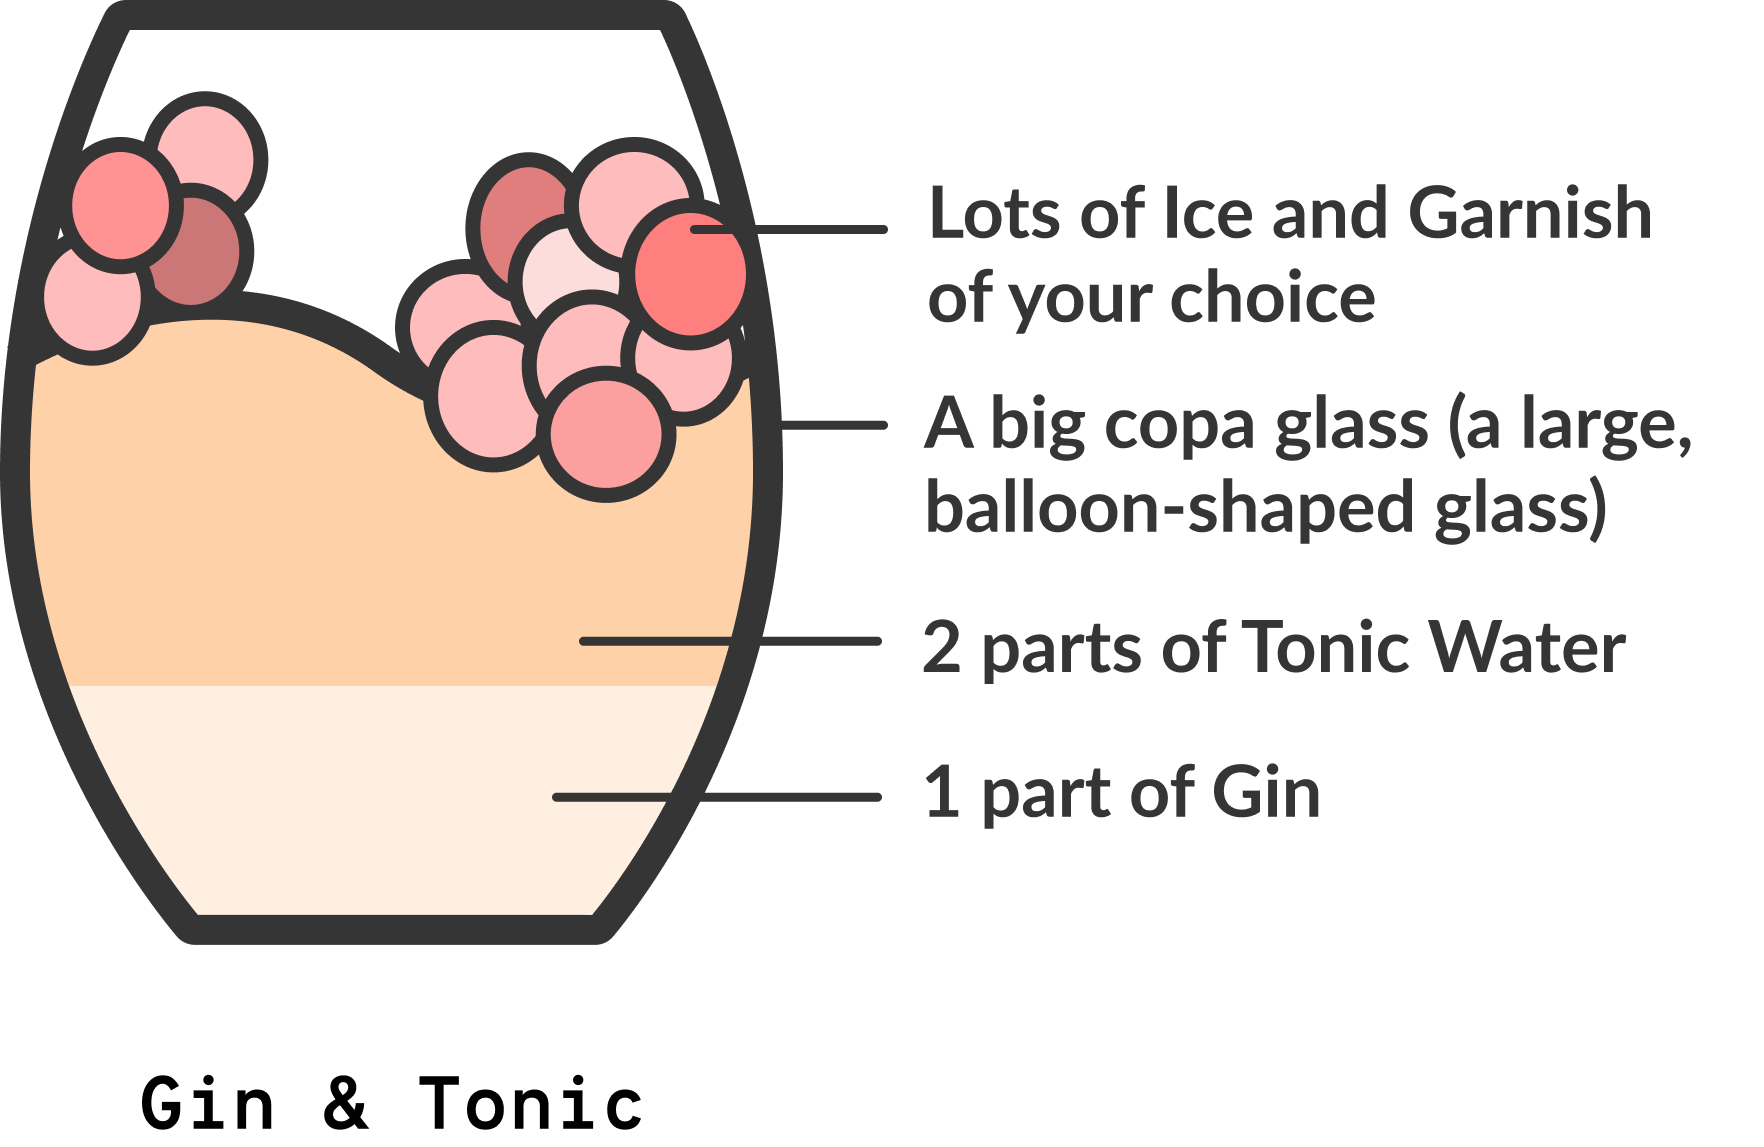 Lots of Ice and Garnish
of your choice
A big copa glass (a large,
balloon-shaped glass)
2 parts of Tonic Water
1 part of Gin
Gin & Tonic